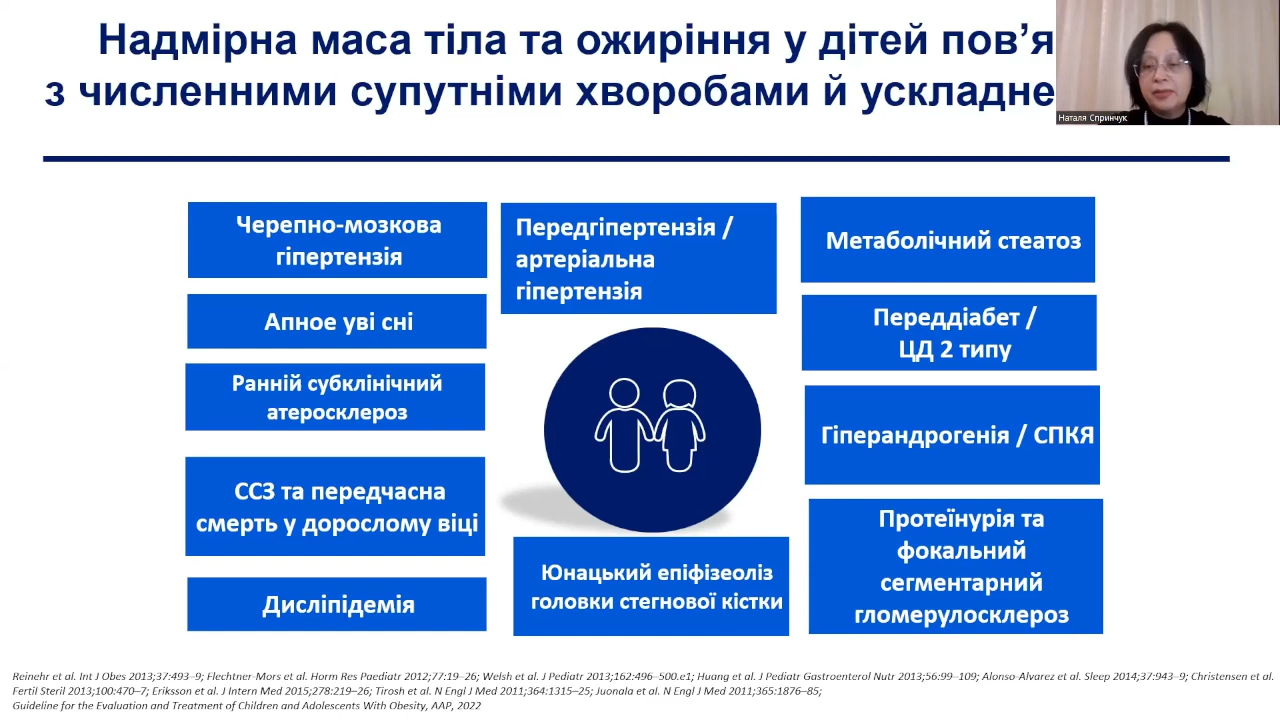 Надмірна маса тіла та ожиріння у дітей пов’я
з численними супутніми хворобами й ускладне
Наталя Спринчук
Черепно-мозкова
гіпертензія
Апное уві сні
Ранній субклінічний
атеросклероз
ССЗ та передчасна
смерть у дорослому віці
Дисліпідемія
Передгіпертензія /
артеріальна
гіпертензія
Юнацький епіфізеоліз
головки стегнової кістки
Метаболічний стеатоз
Переддіабет /
ЦД 2 типу
Гіперандрогенія / СПКЯ
Протеїнурія та
фокальний
сегментарний
гломерулосклероз
Reinehr et al. Int J Obes 2013;37:493–9; Flechtner-Mors et al. Horm Res Paediatr 2012;77:19–26; Welsh et al. J Pediatr 2013;162:496–500.e1; Huang et al. J Pediatr Gastroenterol Nutr 2013;56:99–109; Alonso-Alvarez et al. Sleep 2014;37:943–9; Christensen et al.
Fertil Steril 2013;100:470–7; Eriksson et al. J Intern Med 2015;278:219–26; Tirosh et al. N Engl J Med 2011;364:1315–25; Juonala et al. N Engl J Med 2011;365:1876–85;
Guideline for the Evaluation and Treatment of Children and Adolescents With Obesity, AAP, 2022